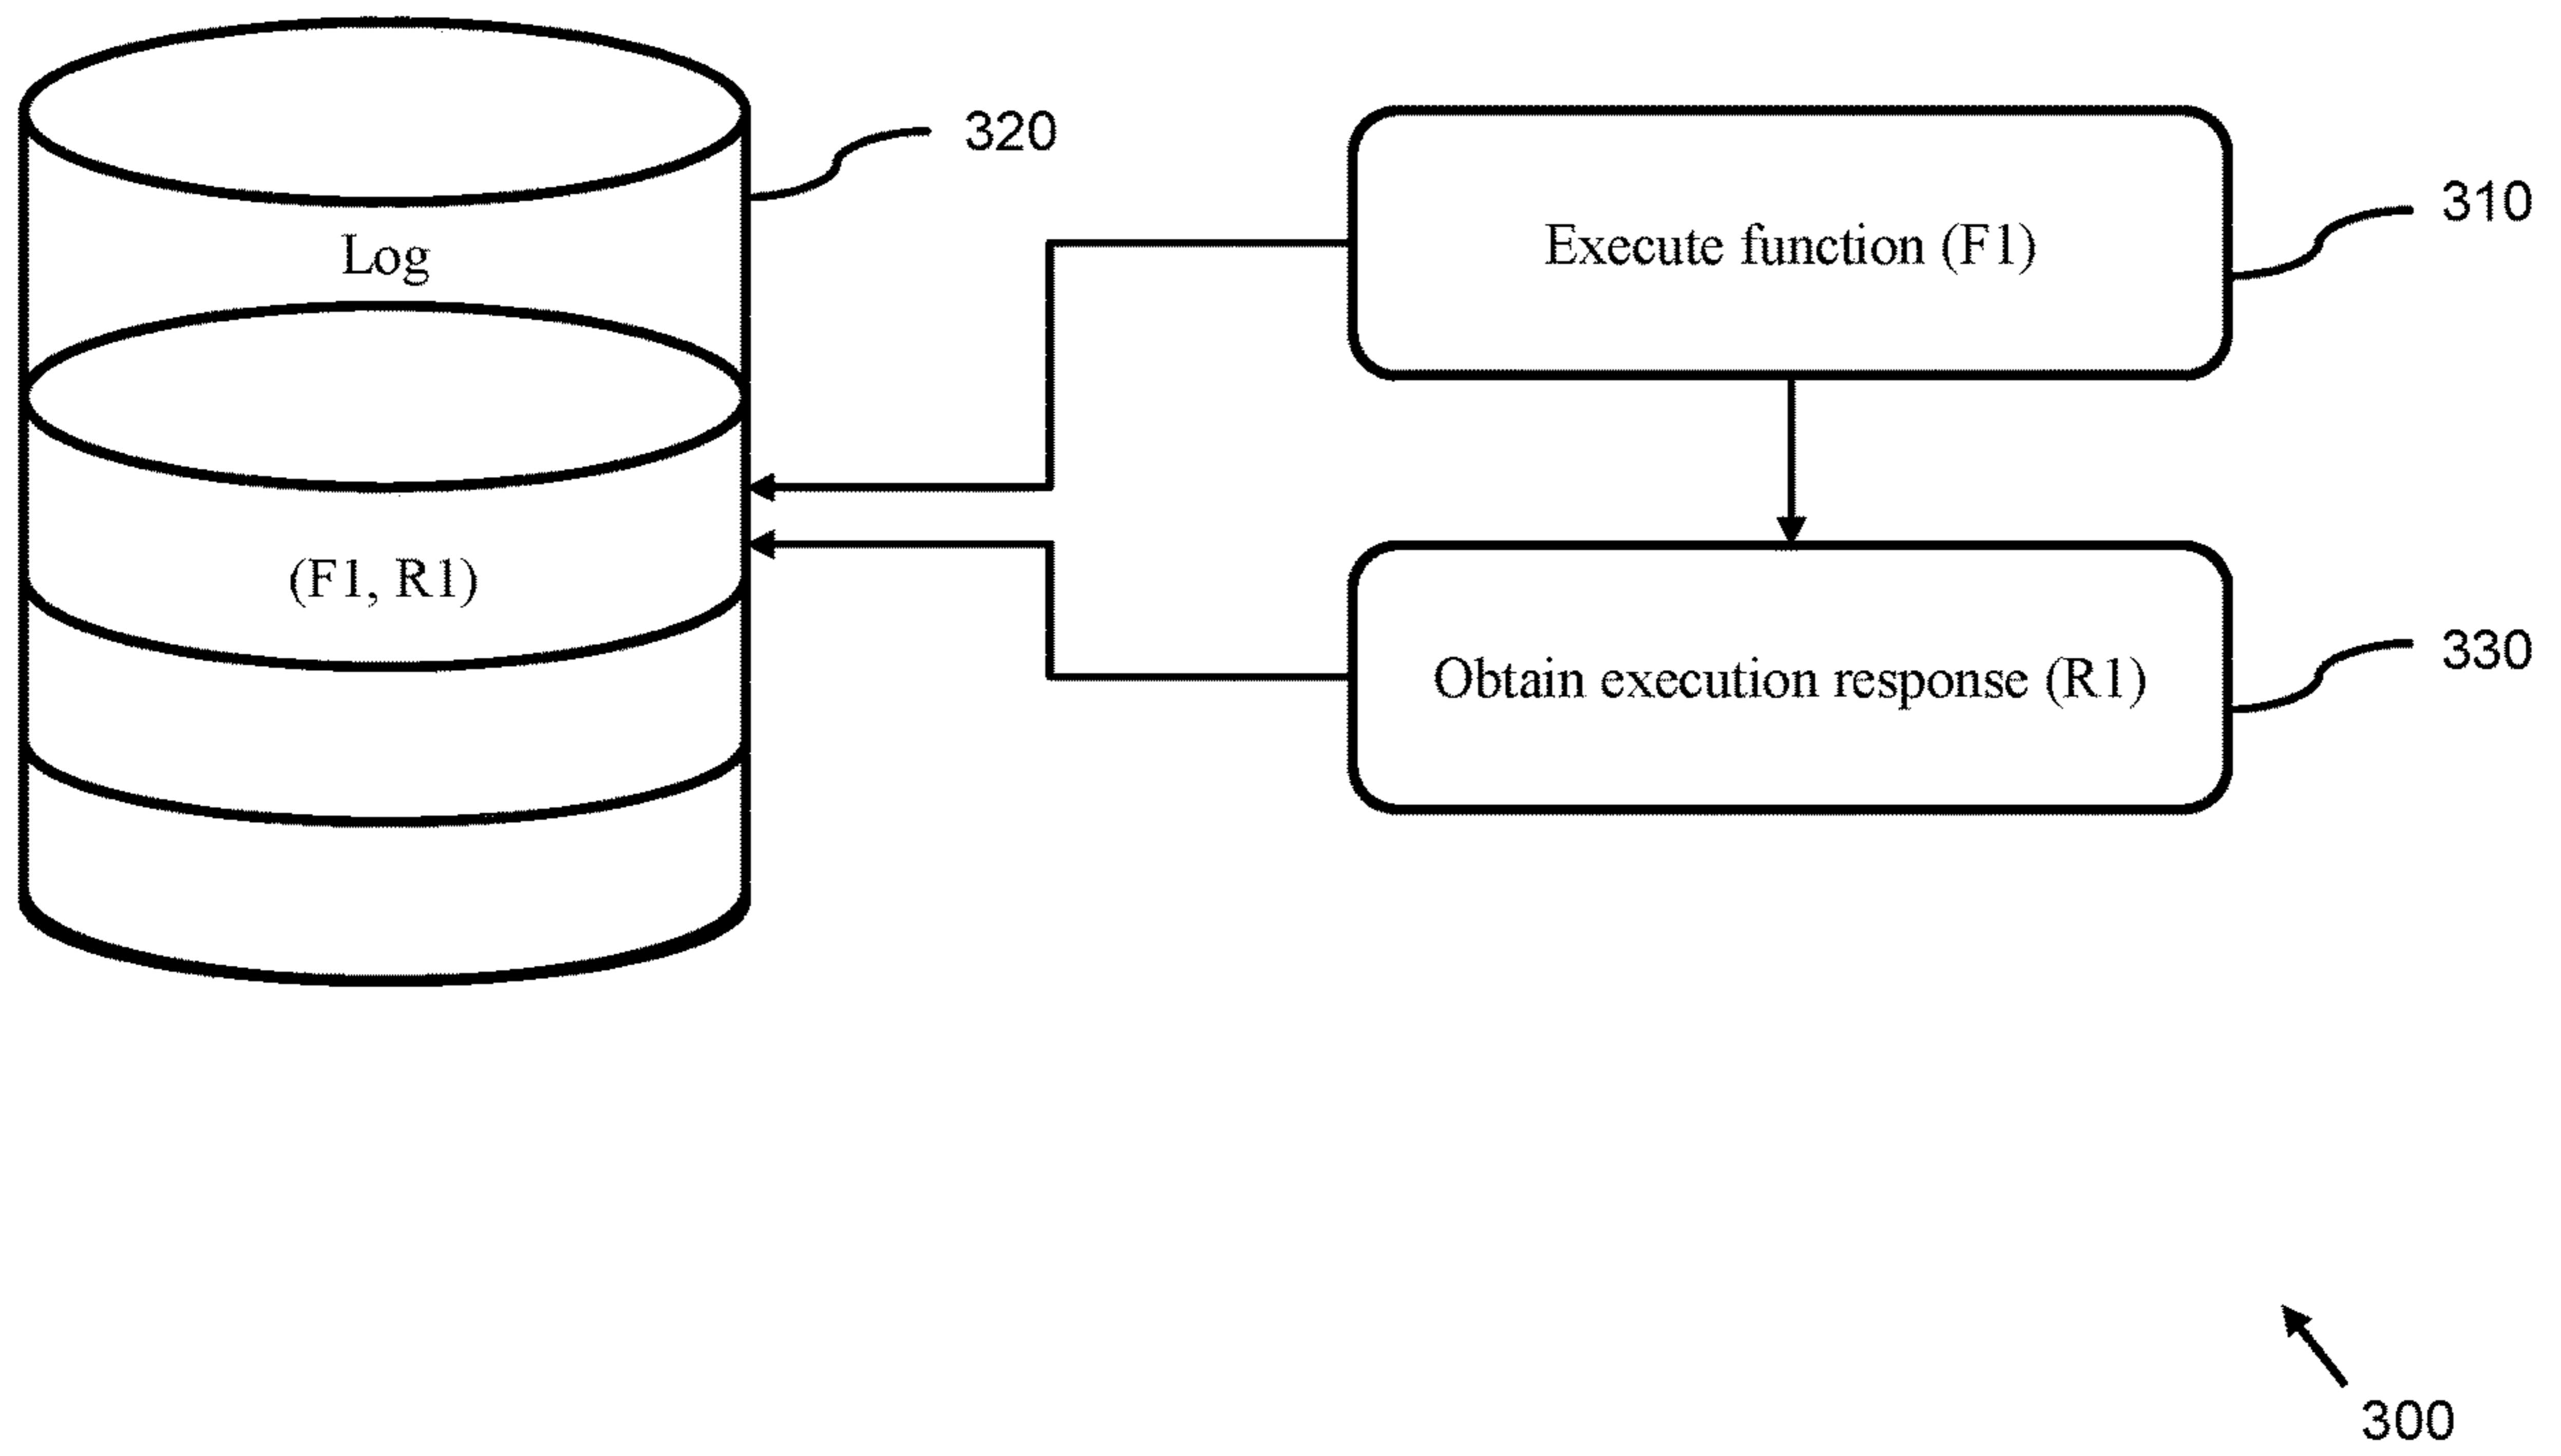 320
310
Log
Execute function (F1)
(F1, R1)
330
Obtain execution response (R1)
300